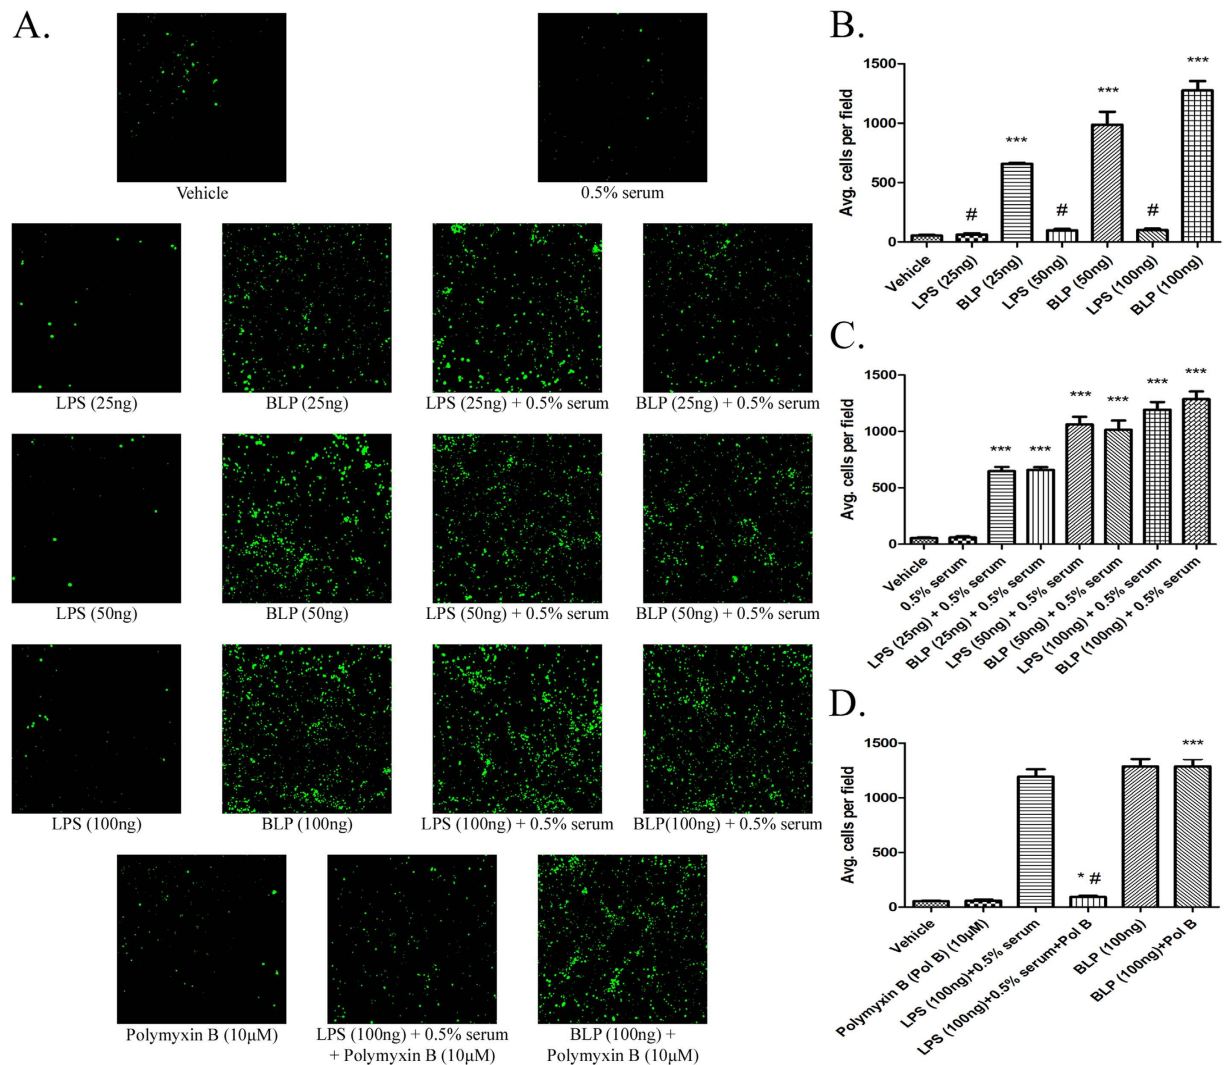 A.
Vehicle
0.5% serum
LPS (25ng)
BLP (25ng)
LPS (25ng) + 0.5% serum
BLP (25ng) + 0.5% serum
LPS (50ng)
BLP (50ng)
LPS (50ng) + 0.5% serum
BLP (50ng) + 0.5% serum
LPS (100ng)
BLP (100ng)
LPS (100ng) + 0.5% serum
BLP(100ng) + 0.5% serum
Polymyxin B (10μM)
LPS (100ng) + 0.5% serum
+ Polymyxin B (10μM)
BLP (100ng) +
Polymyxin B (10μM)
B.
Avg. cells per field
1500
1000
500
0
#
***
#
***
#
***
Vehicle
LPS (25ng)
BLP (25ng)
LPS (50ng)
BLP (50ng)
LPS (100ng)
BLP (100ng)
C.
Avg. cells per field
1500
1000
500
0
***
***
***
***
***
***
Vehicle
0.5% serum
LPS (25ng) + 0.5% serum
BLP (25ng) + 0.5% serum
LPS (50ng) + 0.5% serum
BLP (50ng) + 0.5% serum
LPS (100ng) + 0.5% serum
BLP (100ng) + 0.5% serum
D.
Avg. cells per field
1500
1000
500
0
* #
***
Vehicle
Polymyxin B (Pol B) (10μM)
LPS (100ng)+0.5% serum
LPS (100ng)+0.5% serum+Pol B
BLP (100ng)
BLP (100ng)+Pol B